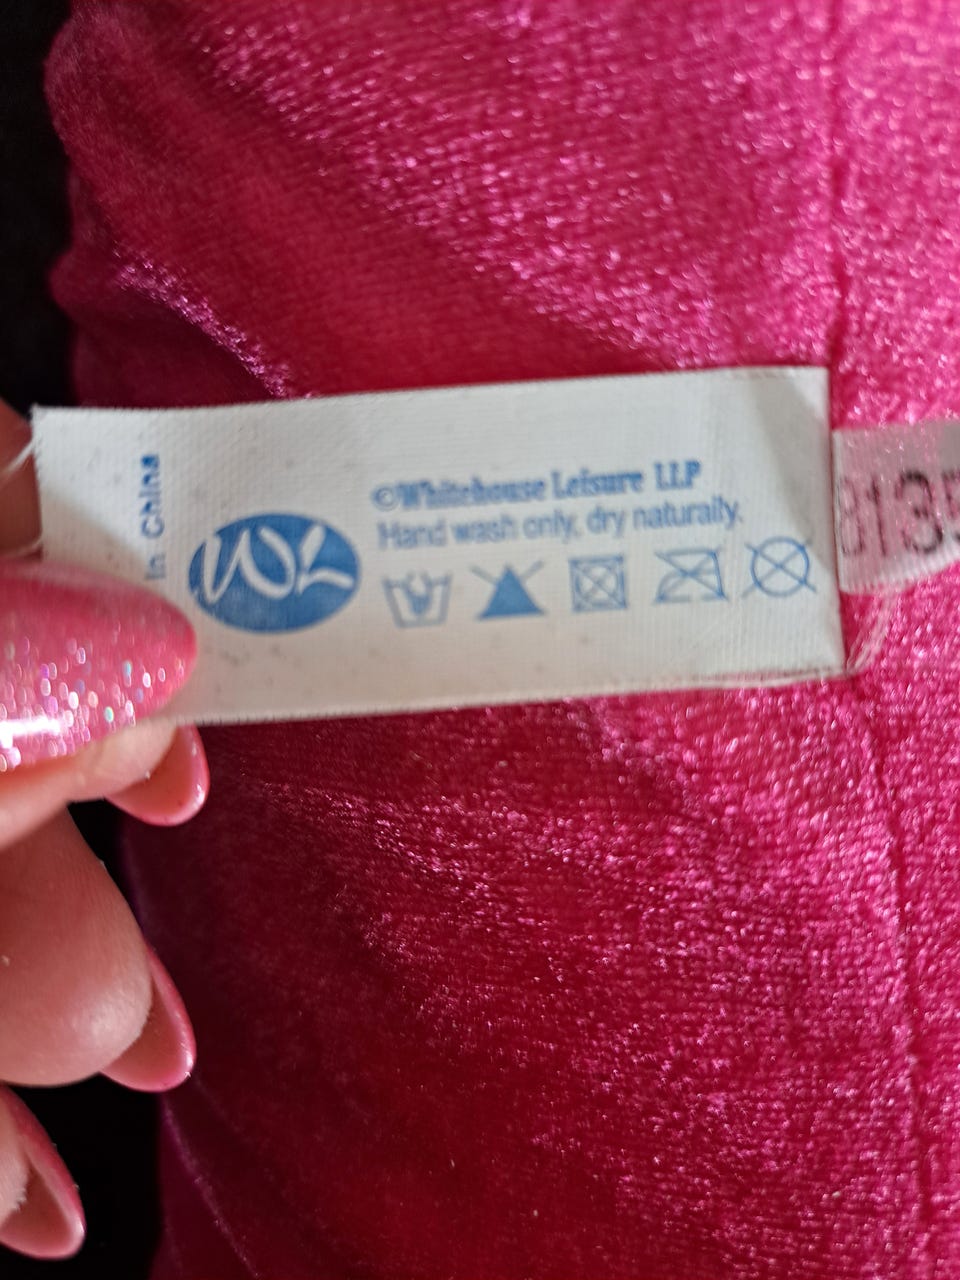 In China
WL
©Whitehouse Leisure LLP
Hand wash only, dry naturally.